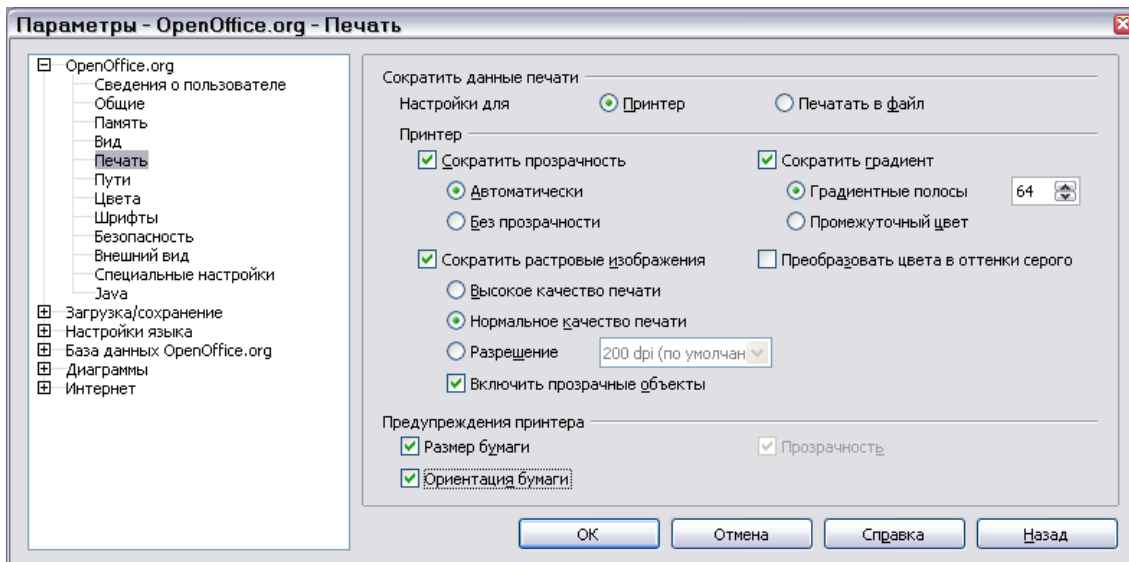 Параметры - OpenOffice.org - Печать
OpenOffice.org
Сведения о пользователе
Общие
Память
Вид
Печать
Пути
Цвета
Шрифты
Безопасность
Внешний вид
Специальные настройки
Java
Загрузка/сохранение
Настройки языка
База данных OpenOffice.org
Диаграммы
Интернет
Сократить данные печати
Настройки для Принтер Печатать в файл
Принтер
Сократить прозрачность Сократить градиент
Автоматически Градиентные полосы 64
Без прозрачности Промежуточный цвет
Сократить растровые изображения Преобразовать цвета в оттенки серого
Высокое качество печати
Нормальное качество печати
Разрешение 200 dpi (по умолчан
Включить прозрачные объекты
Предупреждения принтера
Размер бумаги Прозрачность
Ориентация бумаги
ОК Отмена Справка Назад